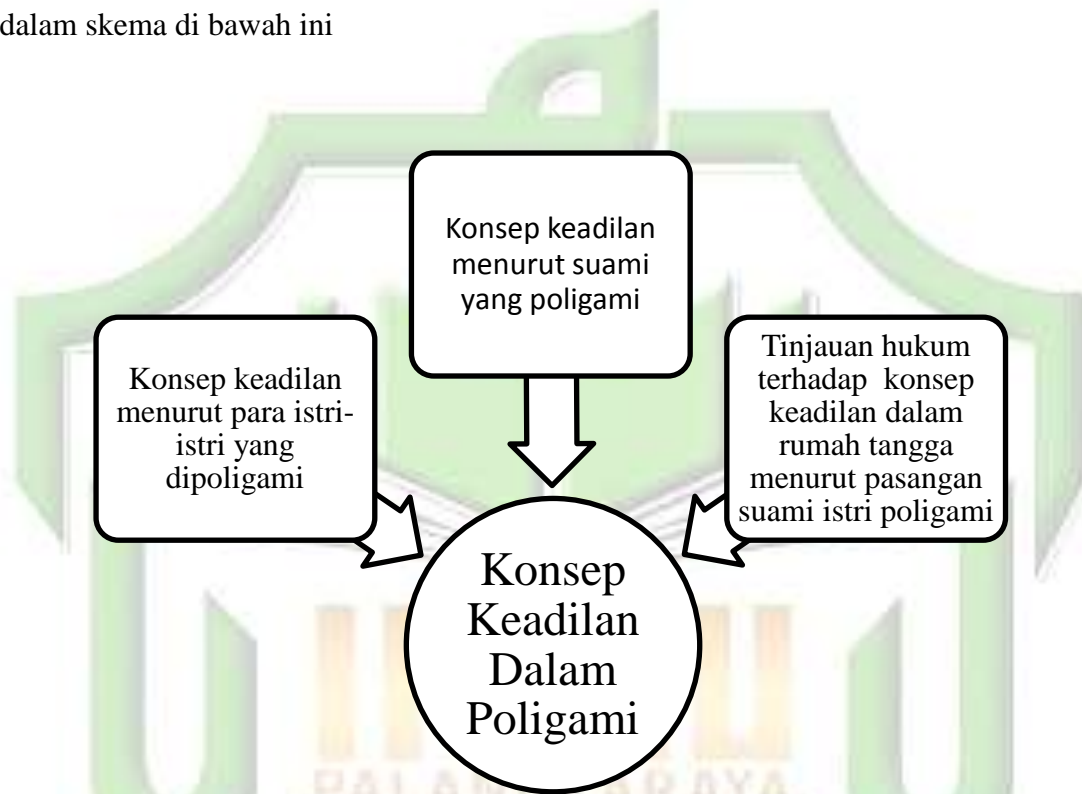 dalam skema di bawah ini
Konsep keadilan
menurut suami
yang poligami
Konsep keadilan
menurut para istri-
istri yang
dipoligami
Tinjauan hukum
terhadap konsep
keadilan dalam
rumah tangga
menurut pasangan
suami istri poligami
Konsep
Keadilan
Dalam
Poligami